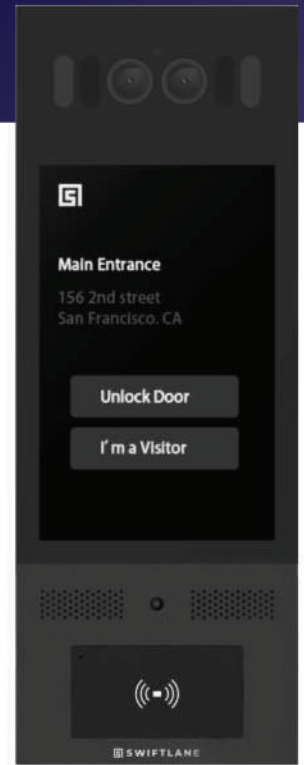 Main Entrance
156 2nd street
San Francisco. CA
Unlock Door
I'm a Visitor
SWIFTLANE